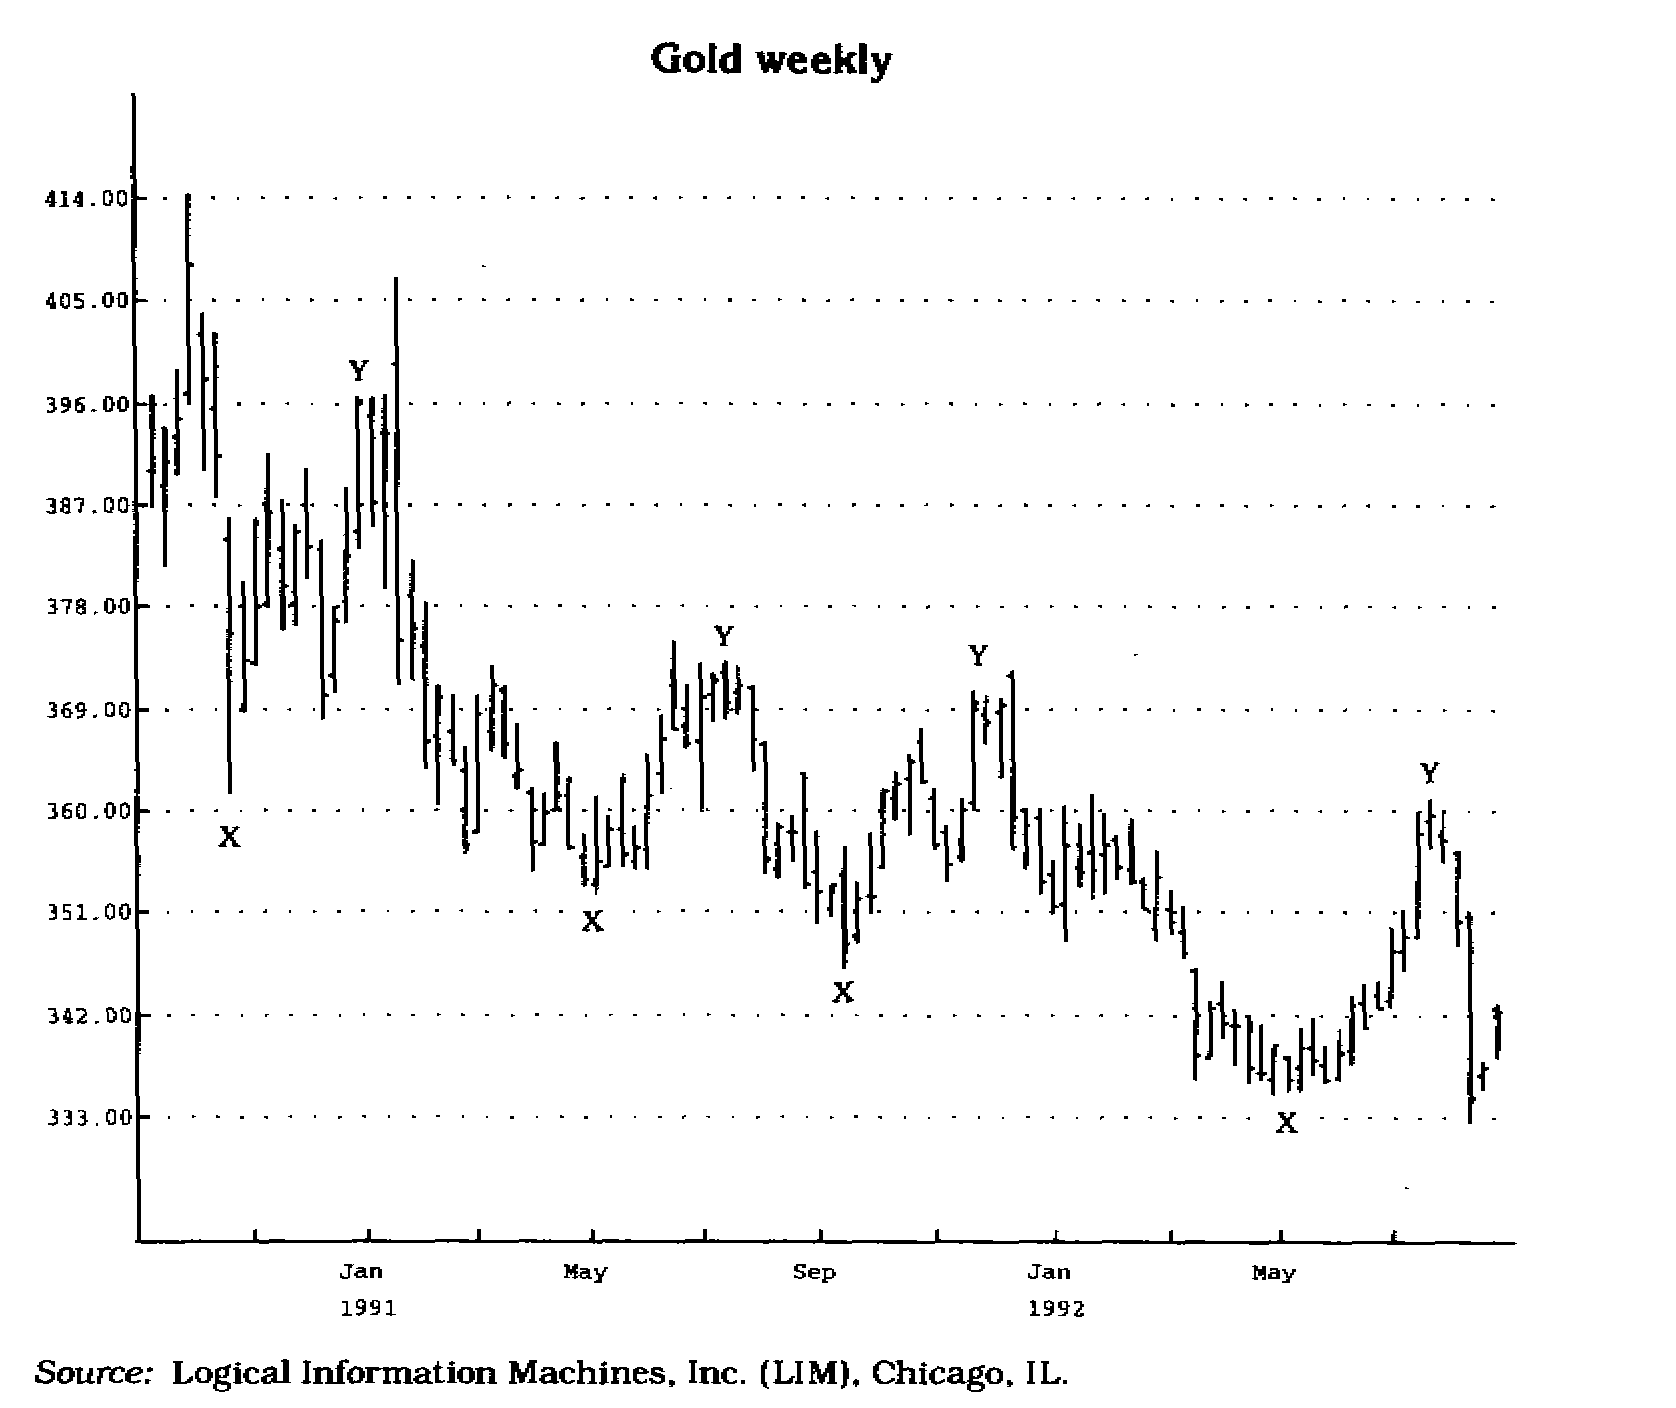 Gold weekly
414.00
405.00
Y
396.00
387.00
378.00
Y
Y
369.00
Y
360.00
X
351.00
X
X
342.00
333.00
X
Jan May Sep Jan May
1991 1992
Source: Logical Information Machines, Inc. (LIM), Chicago, IL.